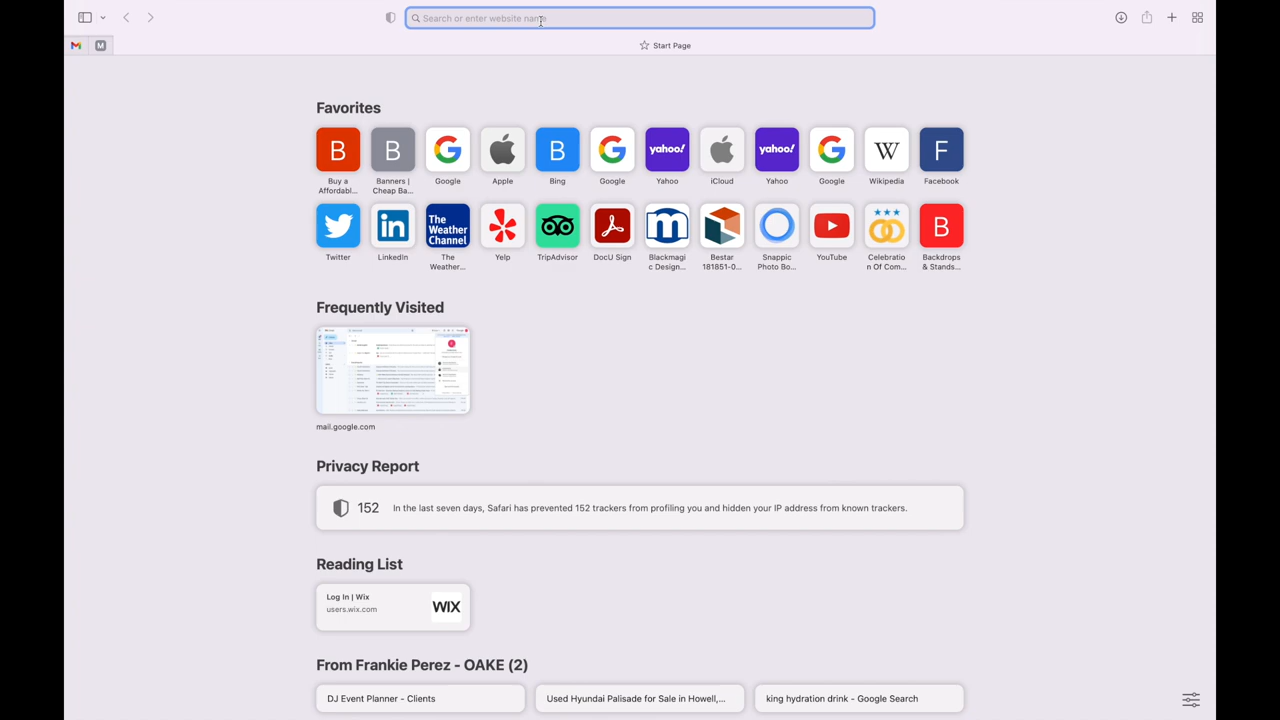 Search or enter website name
M
Start Page
Favorites
B B G Apple B G yahoo! yahoo! G W F
Buy a Affordabl...
Banners | Cheap Ba...
Google
Apple
Bing
Google
Yahoo
iCloud
Yahoo
Google
Wikipedia
Facebook
in
The Weather Channel
B
Twitter
LinkedIn
The Weather...
Yelp
TripAdvisor
DocU Sign
Blackmagi c Design...
Bestar 181851-0...
Snappic Photo Bo...
YouTube
Celebratio n Of Com...
Backdrops & Stands...
Frequently Visited
mail.google.com
Privacy Report
152 In the last seven days, Safari has prevented 152 trackers from profiling you and hidden your IP address from known trackers.
Reading List
Log In | Wix
users.wix.com
WIX
From Frankie Perez - OAKE (2)
DJ Event Planner - Clients
Used Hyundai Palisade for Sale in Howell,...
king hydration drink - Google Search